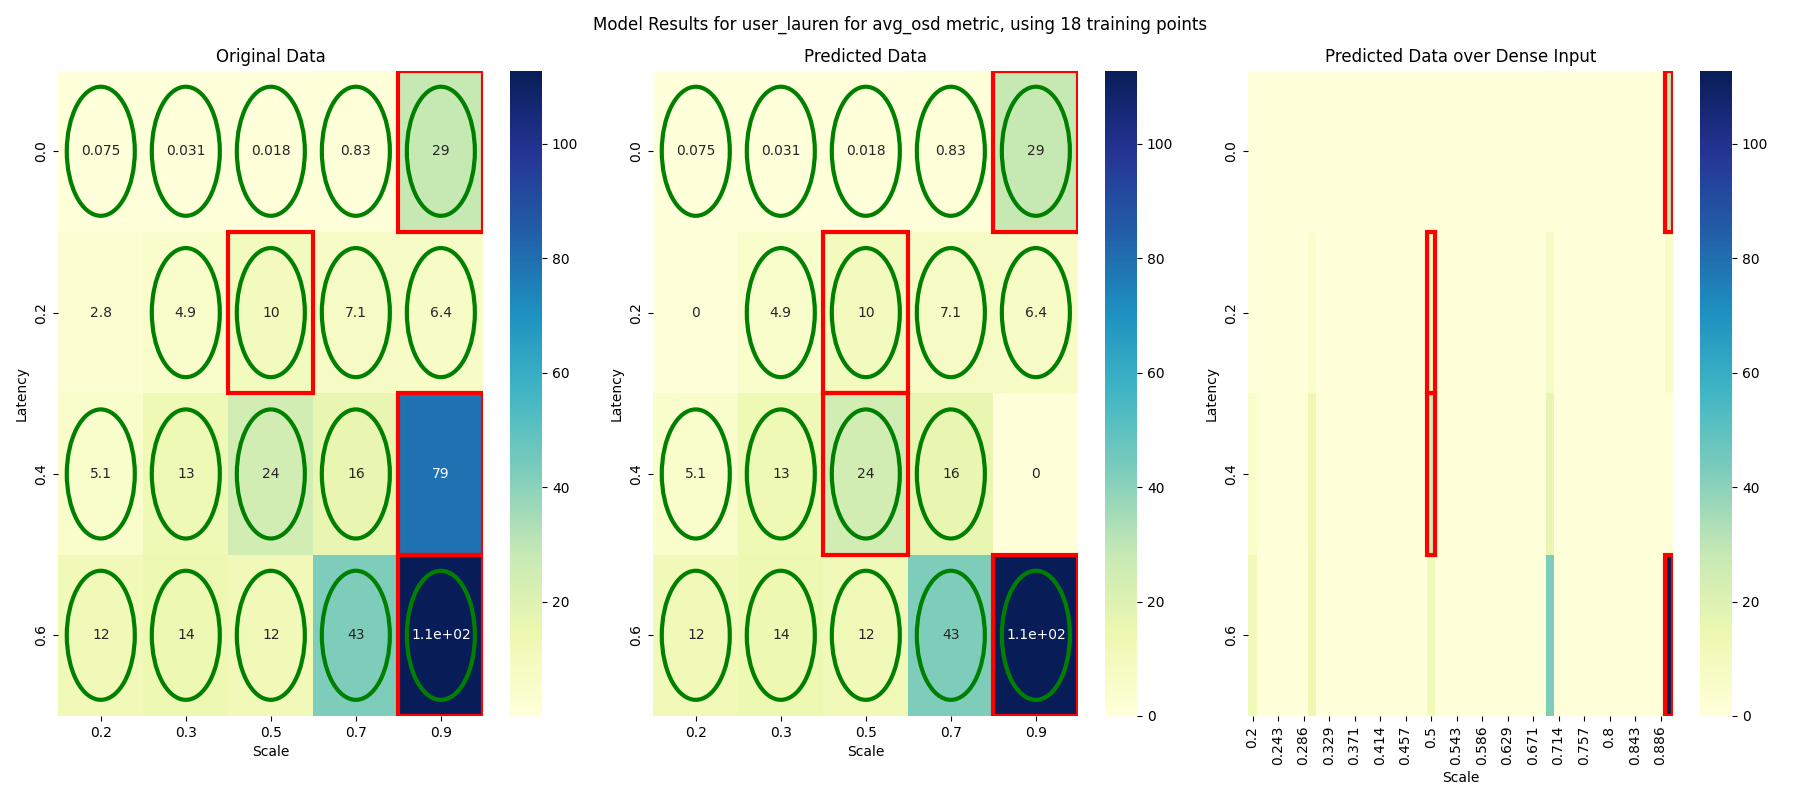 Model Results for user_lauren for avg_osd metric, using 18 training points
Original Data
0.0
0.2
0.4
0.6
Latency
0.075 0.031 0.018 0.83 29
2.8 4.9 10 7.1 6.4
5.1 13 24 16 79
12 14 12 43 1.1e+02
0.2 0.3 0.5 0.7 0.9
Scale
100
80
60
40
20
Predicted Data
0.0
0.2
0.4
0.6
Latency
0.075 0.031 0.018 0.83 29
0 4.9 10 7.1 6.4
5.1 13 24 16 0
12 14 12 43 1.1e+02
0.2 0.3 0.5 0.7 0.9
Scale
100
80
60
40
20
0
Predicted Data over Dense Input
0.0
0.2
0.4
0.6
Latency
0.2 0.243 0.286 0.329 0.371 0.414 0.457 0.5 0.543 0.586 0.629 0.671 0.714 0.757 0.8 0.843 0.886
Scale
100
80
60
40
20
0